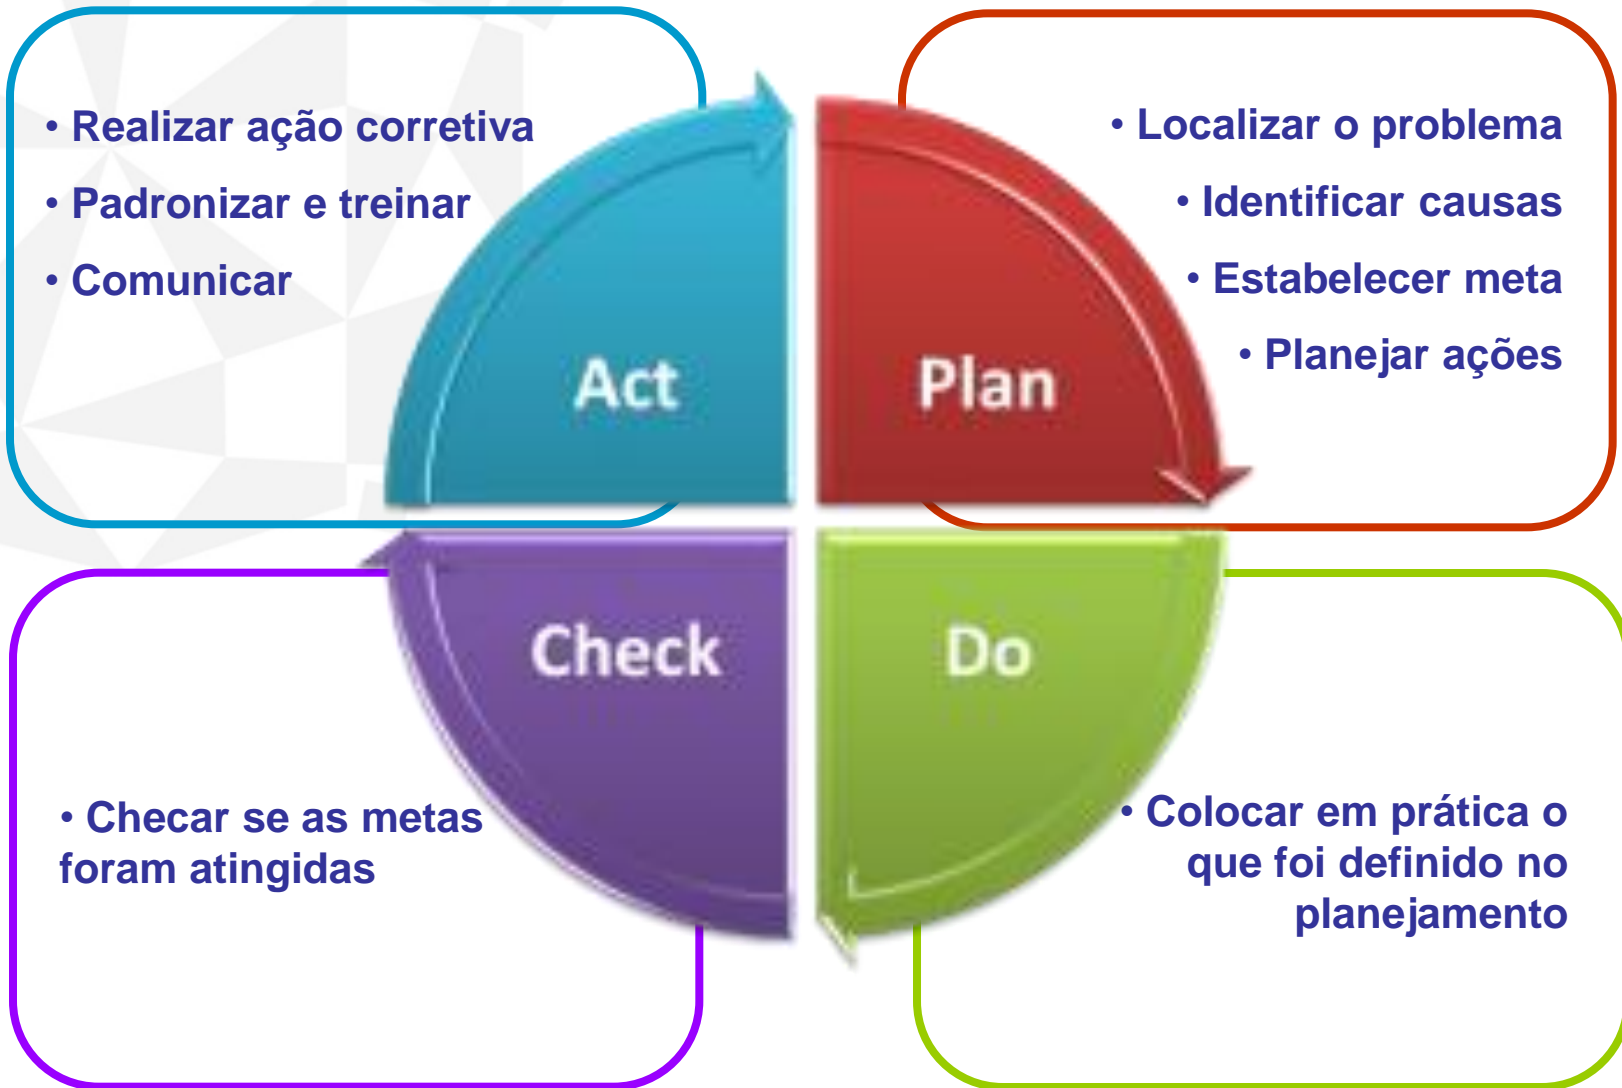 • Realizar ação corretiva
• Padronizar e treinar
• Comunicar
Act
• Localizar o problema
• Identificar causas
• Estabelecer meta
• Planejar ações
Plan
Check
• Checar se as metas
foram atingidas
Do
• Colocar em prática o
que foi definido no
planejamento